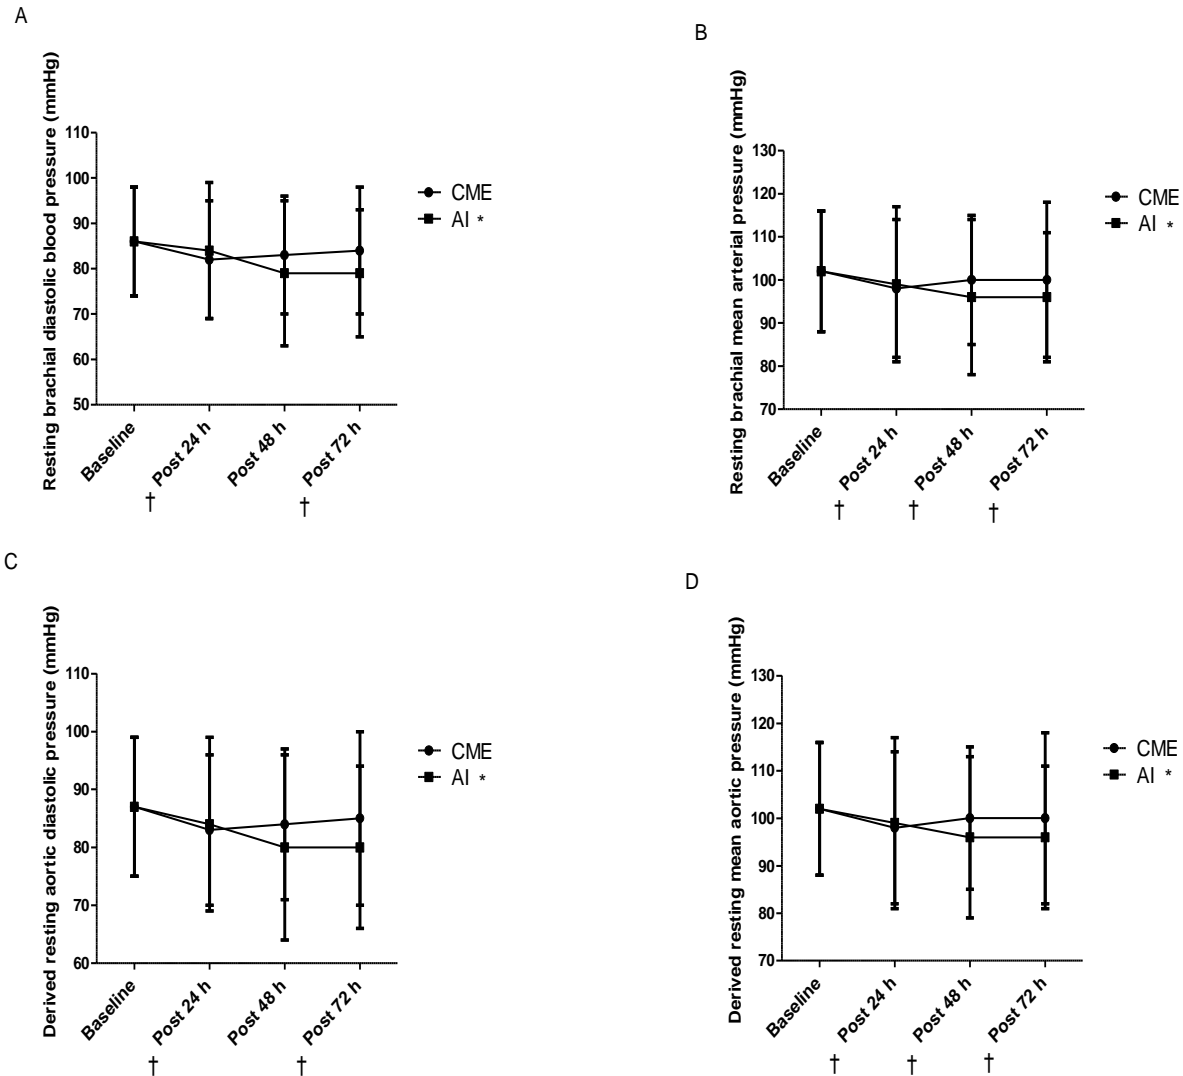 A
Resting brachial diastolic blood pressure (mmHg)
110
100
90
80
70
60
50
Baseline
Post 24 h
Post 48 h
Post 72 h
†
†
CME
AI *
B
Resting brachial mean arterial pressure (mmHg)
130
120
110
100
90
80
70
Baseline
Post 24 h
Post 48 h
Post 72 h
†
†
†
CME
AI *
C
Derived resting aortic diastolic pressure (mmHg)
110
100
90
80
70
60
Baseline
Post 24 h
Post 48 h
Post 72 h
†
†
CME
AI *
D
Derived resting mean aortic pressure (mmHg)
130
120
110
100
90
80
70
Baseline
Post 24 h
Post 48 h
Post 72 h
†
†
†
CME
AI *